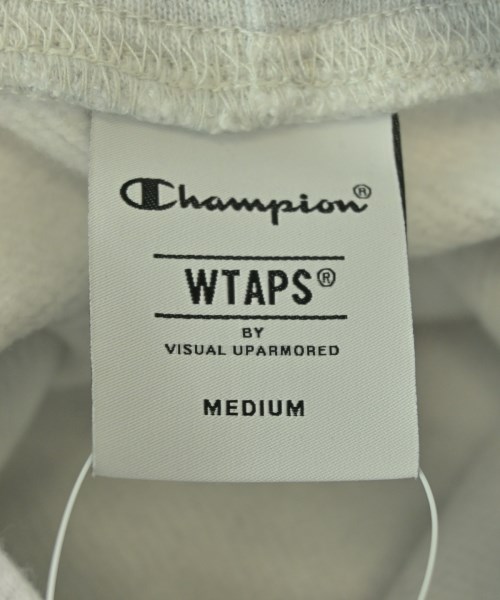 Champion®
WTAPS®
BY
VISUAL UPARMORED
MEDIUM